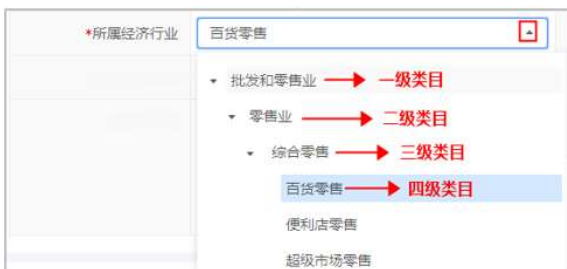 *所属经济行业 百货零售
批发和零售业 一级类目
零售业 二级类目
综合零售 三级类目
百货零售 四级类目
便利店零售
超级市场零售